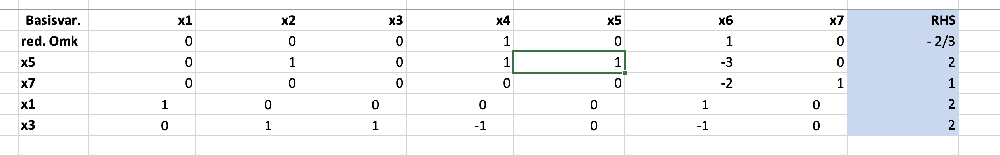 Basisvar. x1 x2 x3 x4 x5 x6 x7 RHS
red. Omk 0 0 0 1 0 1 0 - 2/3
x5 0 1 0 1 1 -3 0 2
x7 0 0 0 0 0 -2 1 1
x1 1 0 0 0 0 1 0 2
x3 0 1 1 -1 0 -1 0 2